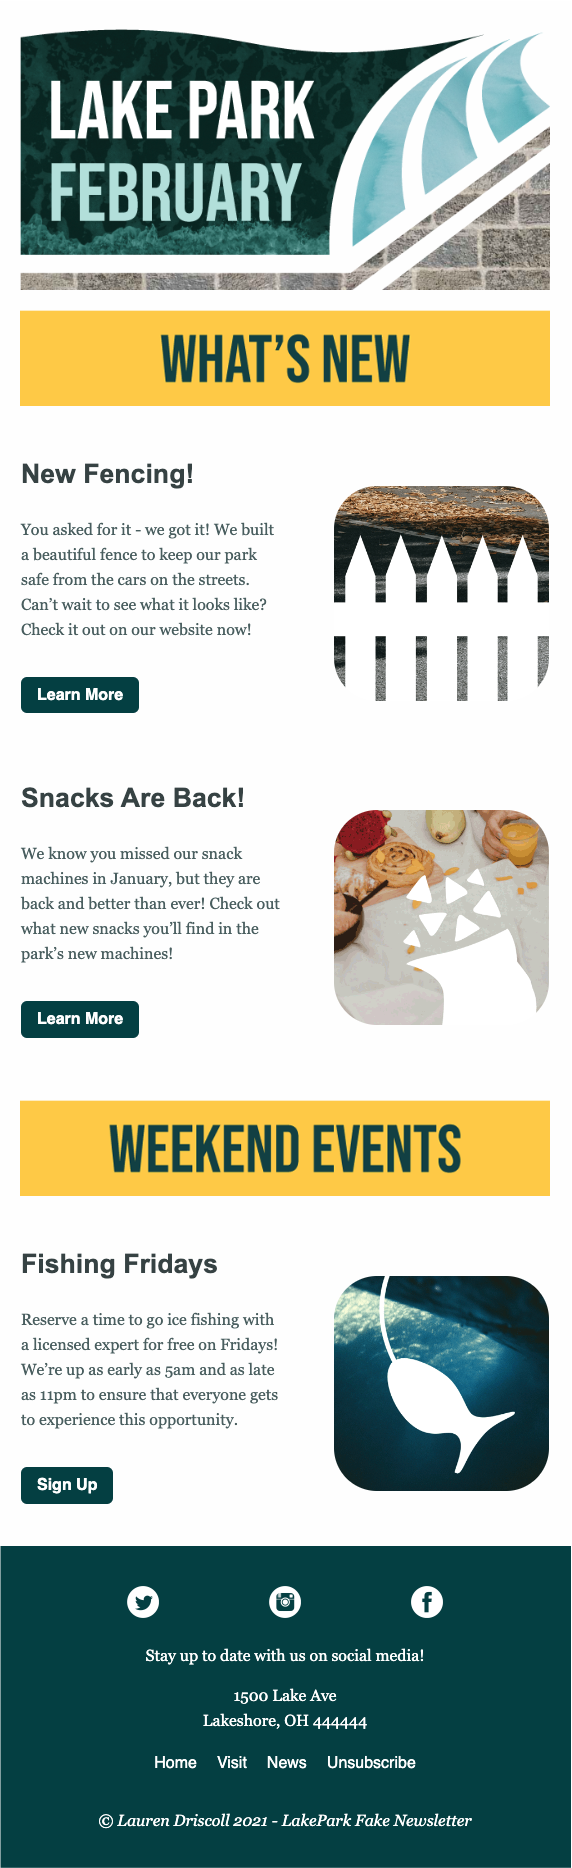 LAKE PARK
FEBRUARY
WHAT'S NEW
New Fencing!
You asked for it - we got it! We built
a beautiful fence to keep our park
safe from the cars on the streets.
Can't wait to see what it looks like?
Check it out on our website now!
Learn More
Snacks Are Back!
We know you missed our snack
machines in January, but they are
back and better than ever! Check out
what new snacks you'll find in the
park's new machines!
Learn More
WEEKEND EVENTS
Fishing Fridays
Reserve a time to go ice fishing with
a licensed expert for free on Fridays!
We're up as early as 5am and as late
as 11pm to ensure that everyone gets
to experience this opportunity.
Sign Up
Stay up to date with us on social media!
1500 Lake Ave
Lakeshore, OH 444444
Home Visit News Unsubscribe
© Lauren Driscoll 2021 - LakePark Fake Newsletter